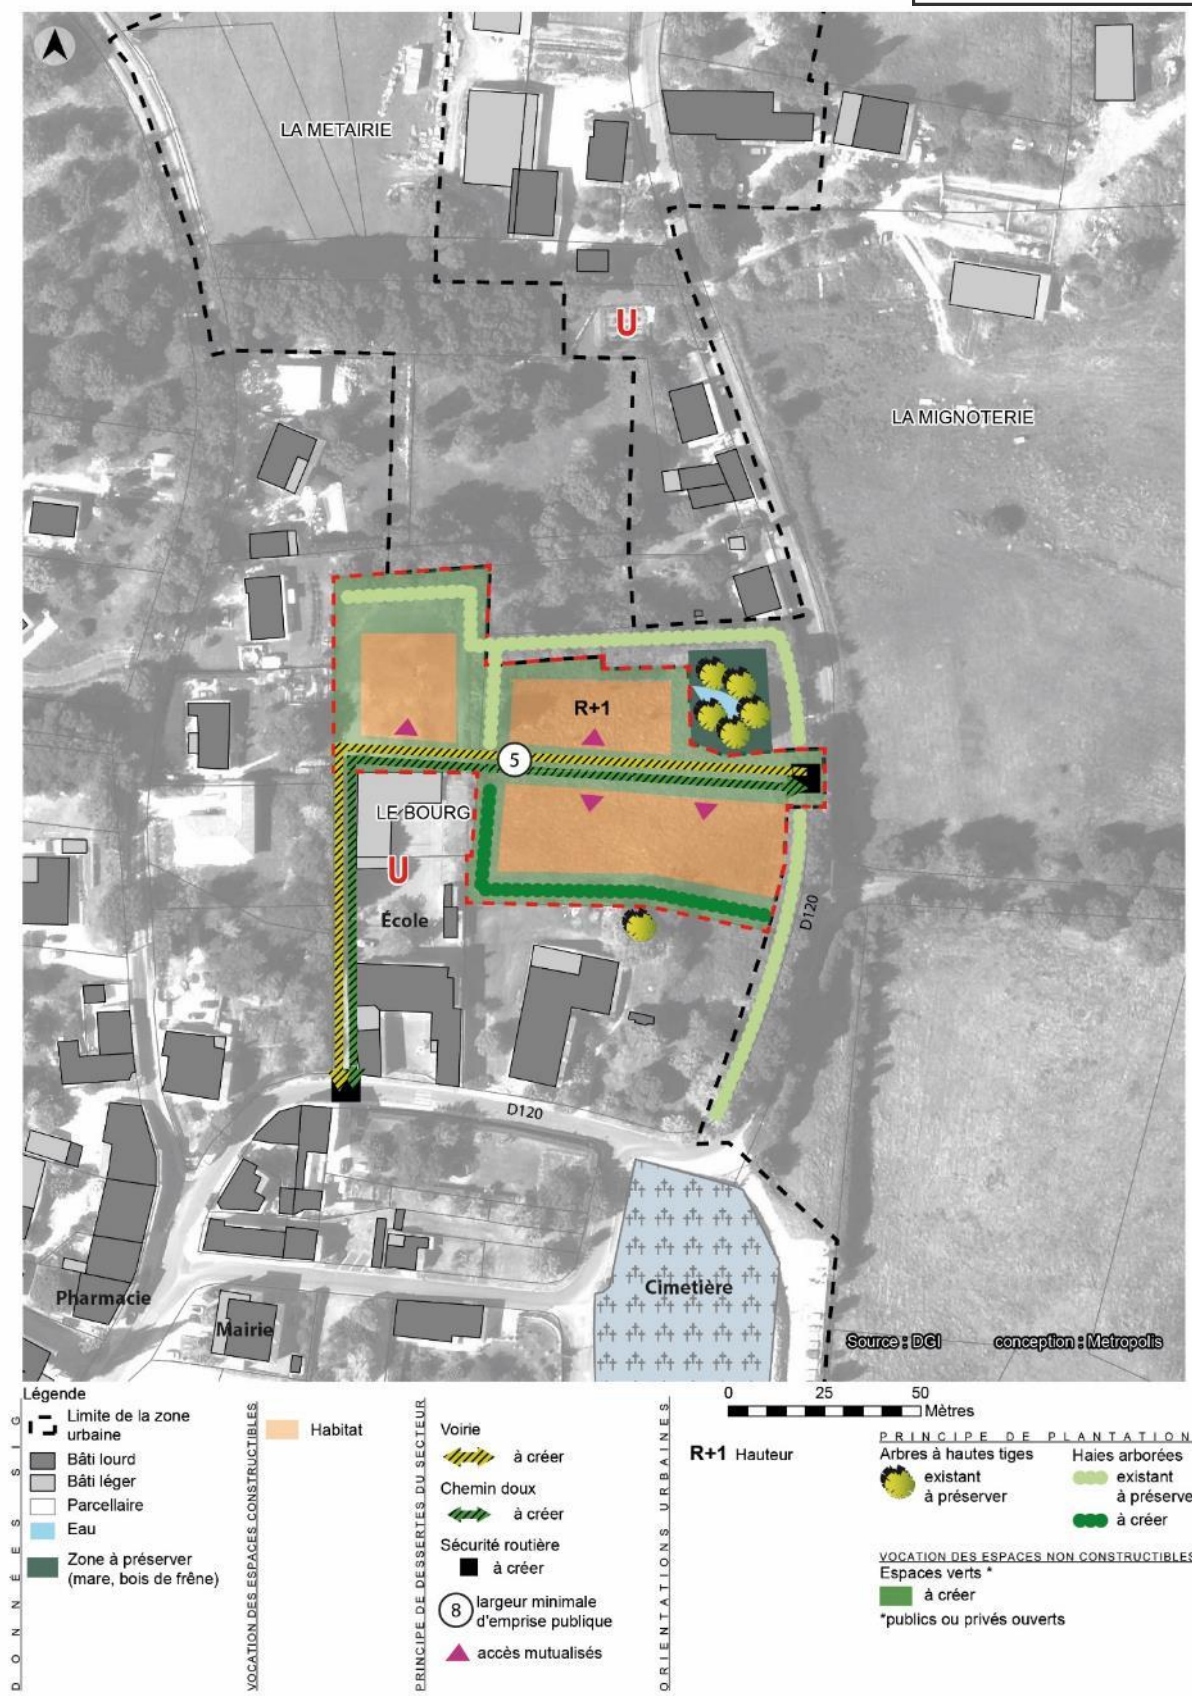 LA METAIRIE
U
LA MIGNOTERIE
R+1
5
LE BOURG
U
École
D120
D120
Pharmacie
Mairie
Cimetière
Source : DGI
conception : Metropolis
Légende
DONNEES SIG
Limite de la zone
urbaine
Bâti lourd
Bâti léger
Parcellaire
Eau
Zone à préserver
(mare, bois de frêne)
VOCATION DES ESPACES CONSTRUCTIBLES
Habitat
PRINCIPE DE DESSERTES DU SECTEUR
Voirie
à créer
Chemin doux
à créer
Sécurité routière
à créer
8
largeur minimale
d'emprise publique
accès mutualisés
ORIENTATIONS URBAINES
0 25 50
Mètres
R+1 Hauteur
PRINCIPE DE PLANTATION
Arbres à hautes tiges
existant
à préserver
Haies arborées
existant
à préserve
à créer
VOCATION DES ESPACES NON CONSTRUCTIBLES
Espaces verts *
à créer
*publics ou privés ouverts